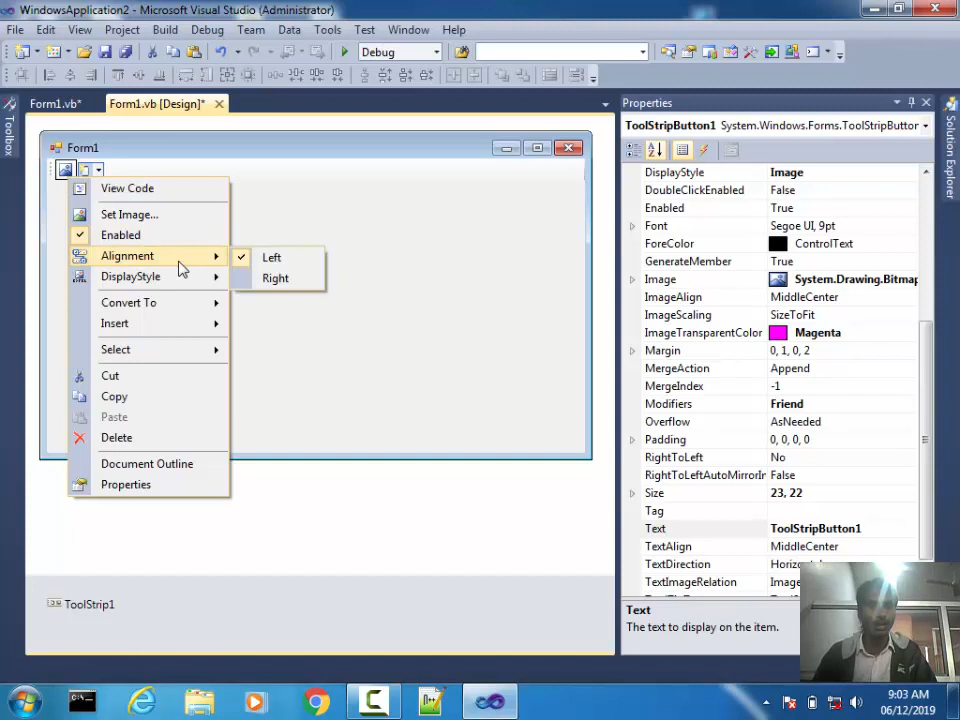 WindowsApplication2 - Microsoft Visual Studio (Administrator)
File Edit View Project Build Debug Team Data Tools Test Window Help
Debug
Form1.vb* Form1.vb [Design]*
Toolbox
Form1
View Code
Set Image...
Enabled
Alignment
DisplayStyle
Convert To
Insert
Select
Cut
Copy
Paste
Delete
Document Outline
Properties
Left
Right
ToolStrip1
Properties
ToolStripButton1 System.Windows.Forms.ToolStripButton
DisplayStyle Image
DoubleClickEnabled False
Enabled True
Font Segoe UI, 9pt
ForeColor ControlText
GenerateMember True
Image System.Drawing.Bitmap
ImageAlign MiddleCenter
ImageScaling SizeToFit
ImageTransparentColor Magenta
Margin 0, 1, 0, 2
MergeAction Append
MergeIndex -1
Modifiers Friend
Overflow AsNeeded
Padding 0, 0, 0, 0
RightToLeft No
RightToLeftAutoMirrorIn False
Size 23, 22
Tag
Text ToolStripButton1
TextAlign MiddleCenter
TextDirection Horizo
TextImageRelation Ima
Text
The text to display on the item.
Solution Explorer
9:03 AM
06/12/2019